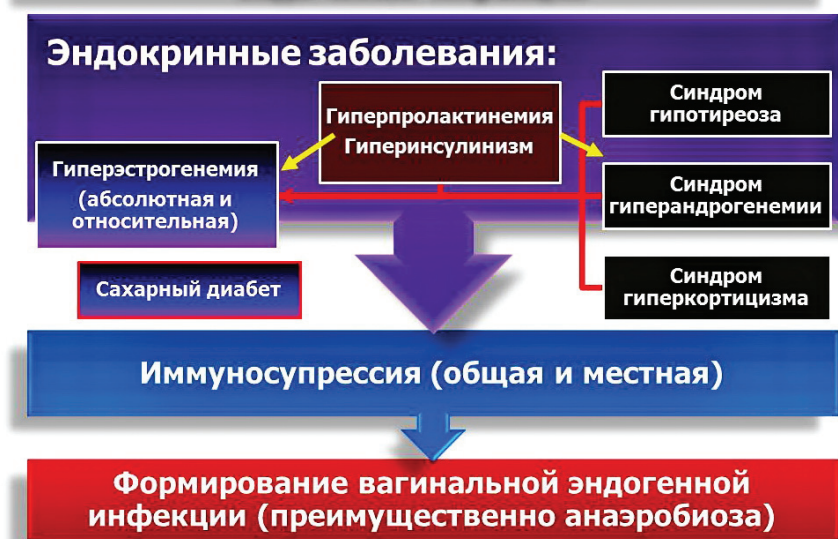 Эндокринные заболевания:
Гиперпролактинемия
Гиперинсулинизм
Синдром
гипотиреоза
Гиперэстрогенемия
(абсолютная и
относительная)
Синдром
гиперандрогенемии
Сахарный диабет
Синдром
гиперкортицизма
Иммуносупрессия (общая и местная)
Формирование вагинальной эндогенной
инфекции (преимущественно анаэробиоза)